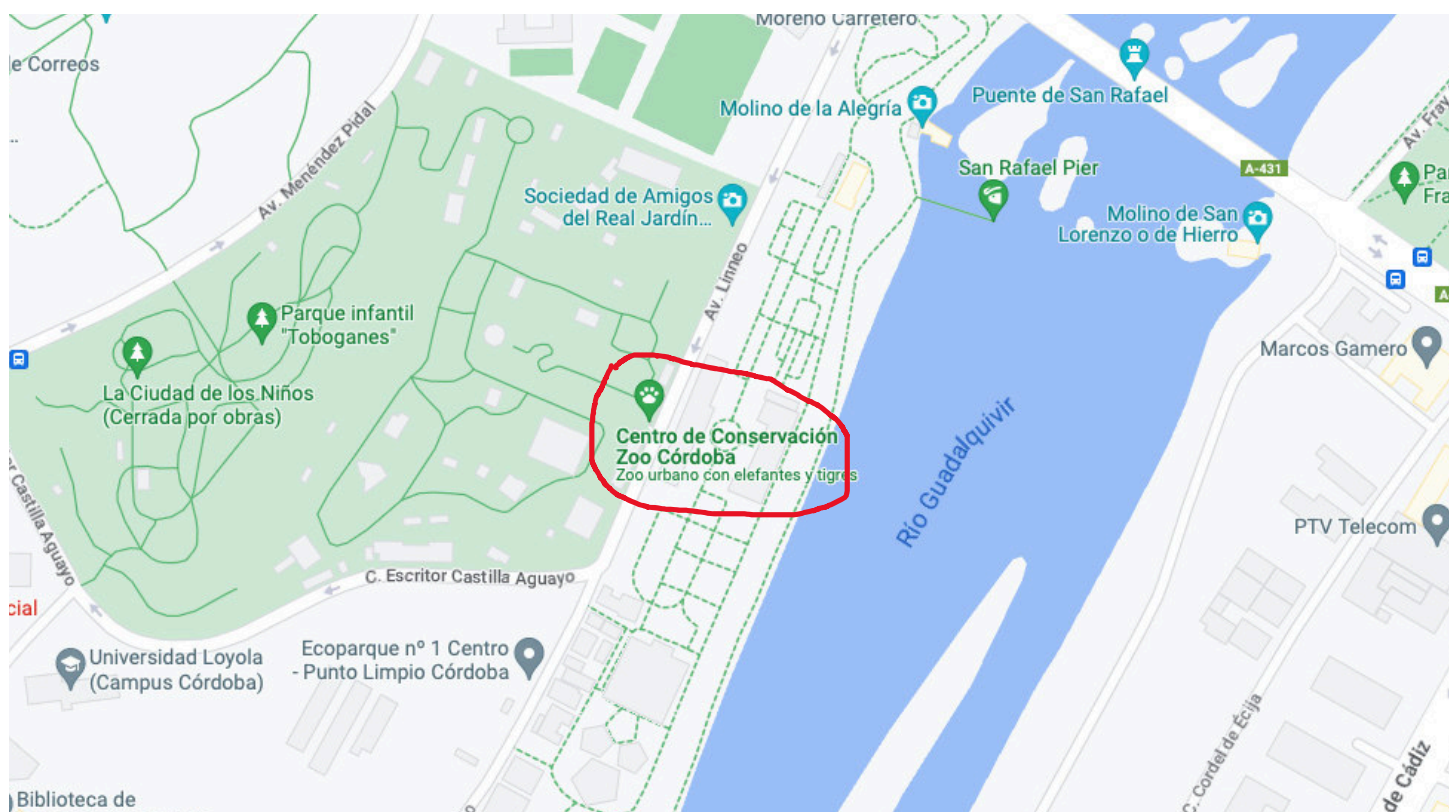 Moreno Carretero
e Correos
Av. Menéndez Pidal
Molino de la Alegría
Puente de San Rafael
Av. Fray
San Rafael Pier
A-431
Sociedad de Amigos
del Real Jardín...
Molino de San
Lorenzo o de Hierro
Av. Linneo
Parque infantil
"Toboganes"
La Ciudad de los Niños
(Cerrada por obras)
Marcos Gamero
Centro de Conservación
Zoo Córdoba
Zoo urbano con elefantes y tigres
Río Guadalquivir
PTV Telecom
er Castilla Aguayo
C. Escritor Castilla Aguayo
cial
Universidad Loyola
(Campus Córdoba)
Ecoparque nº 1 Centro
- Punto Limpio Córdoba
C. Cordel de Écija
de Cádiz
Biblioteca de